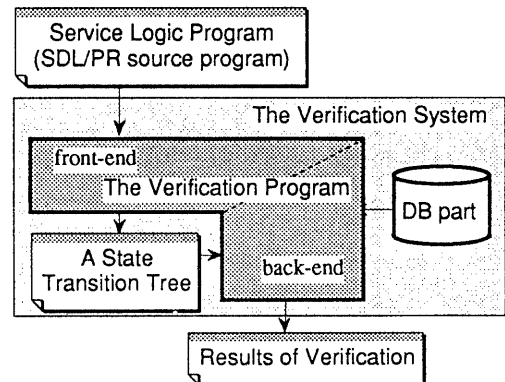 Service Logic Program
(SDL/PR source program)
The Verification System
front-end
The Verification Program
DB part
A State
Transition Tree
back-end
Results of Verification